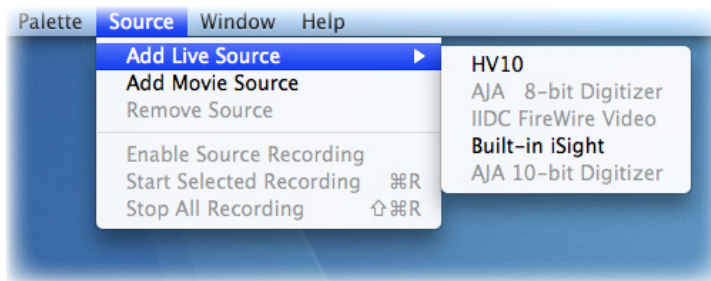 Palette Source Window Help
Add Live Source ▶
Add Movie Source
Remove Source
Enable Source Recording
Start Selected Recording ⌘R
Stop All Recording ⇧⌘R
HV10
AJA 8-bit Digitizer
IIDC FireWire Video
Built-in iSight
AJA 10-bit Digitizer